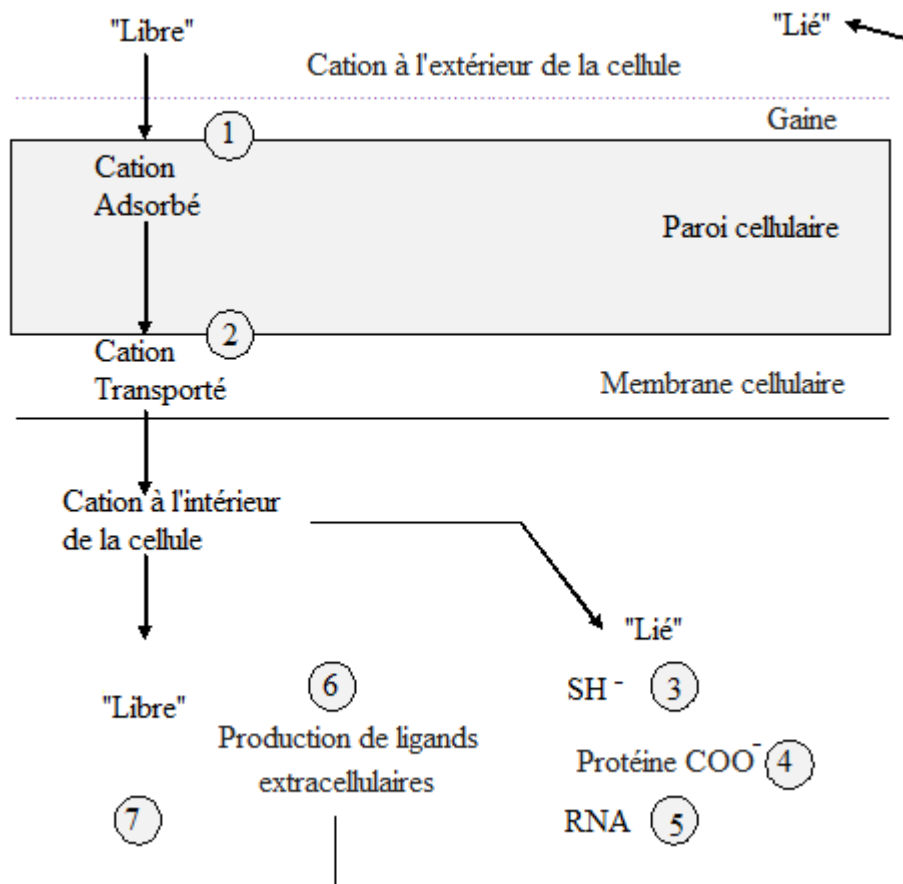 "Libre"
"Lié"
Cation à l'extérieur de la cellule
Gaine
1
Cation
Adsorbé
Paroi cellulaire
2
Cation
Transporté
Membrane cellulaire
Cation à l'intérieur
de la cellule
"Lié"
6
SH - 3
"Libre"
Production de ligands
extracellulaires
Protéine COO- 4
7
RNA 5